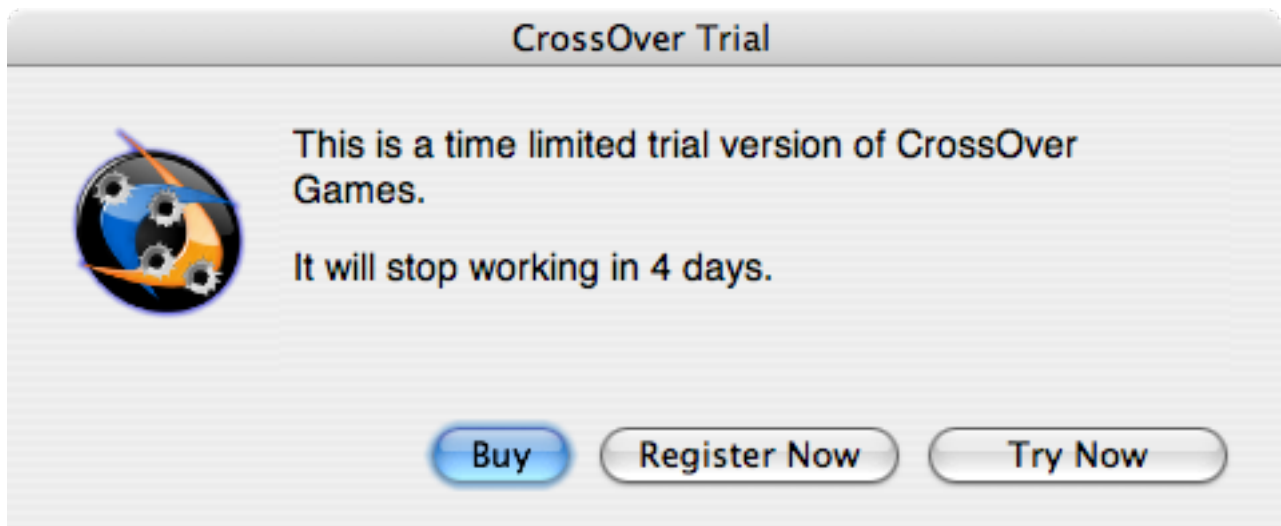 CrossOver Trial
This is a time limited trial version of CrossOver
Games.
It will stop working in 4 days.
Buy
Register Now
Try Now